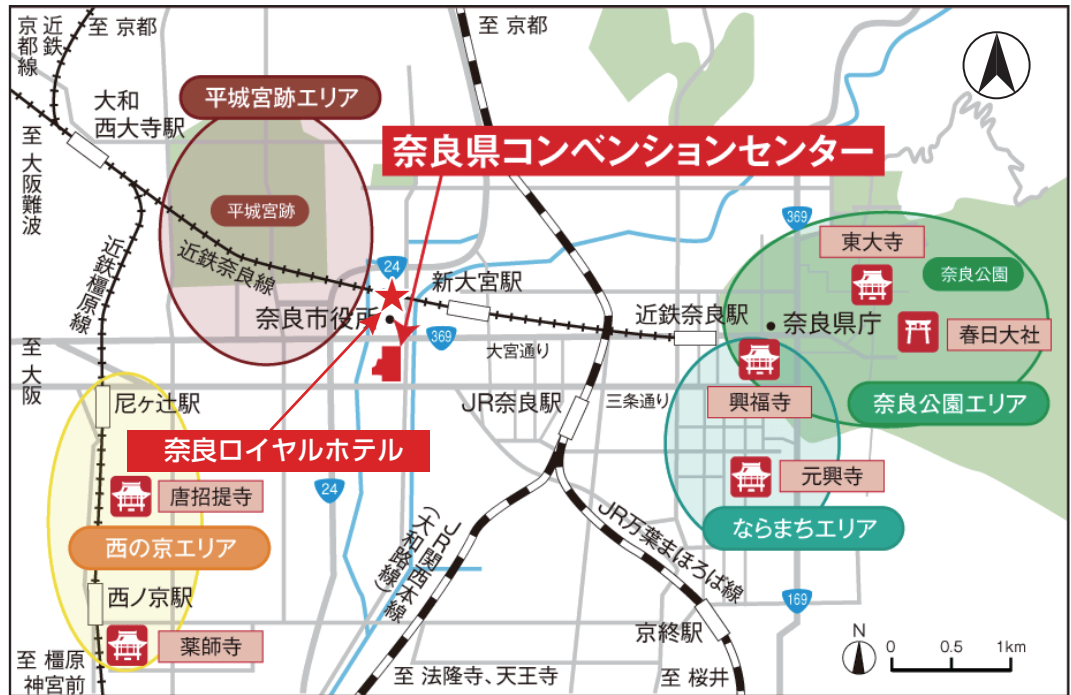 近鉄
京都線
至 京都
至 京都
平城宮跡エリア
大和
西大寺駅
奈良県コンベンションセンター
至 大阪難波
平城宮跡
369
東大寺
近鉄奈良線
近鉄橿原線
24
奈良公園
新大宮駅
近鉄奈良駅
奈良市役所
奈良県庁
春日大社
369
大宮通り
至 大阪
尼ヶ辻駅
JR奈良駅
三条通り
興福寺
奈良公園エリア
奈良ロイヤルホテル
元興寺
唐招提寺
24
ならまちエリア
西の京エリア
JR関西本線
(大和路線)
JR万葉まほろば線
西ノ京駅
169
京終駅
薬師寺
N
0 0.5 1km
至 橿原
神宮前
至 法隆寺、天王寺
至 桜井